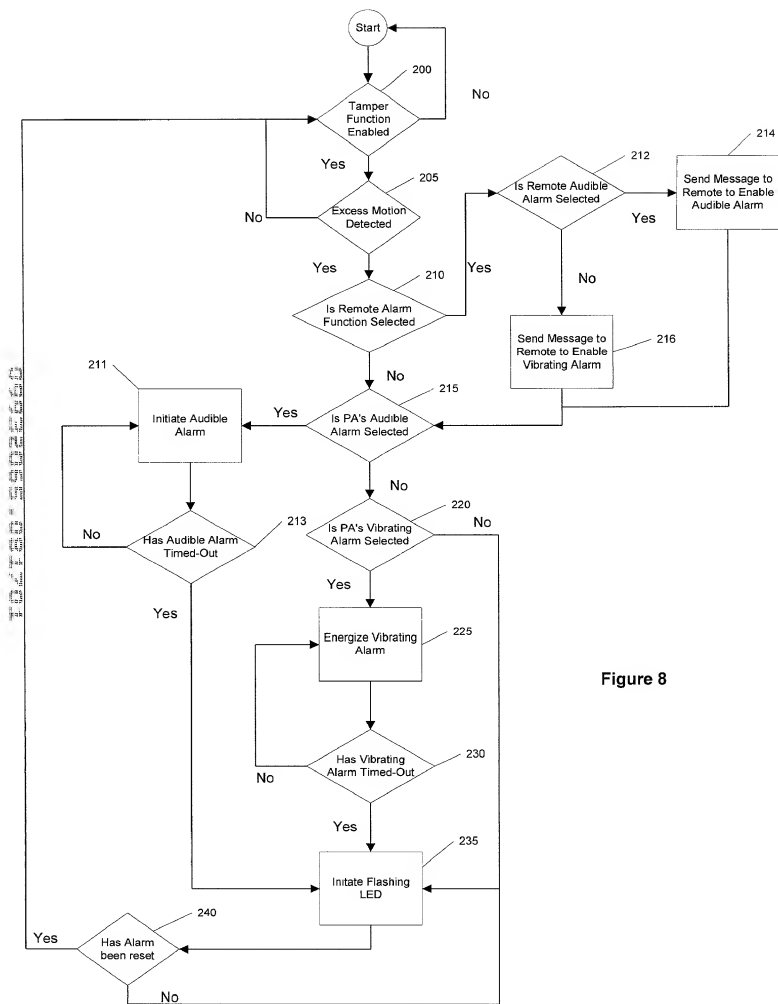 Start
200
Tamper
Function
Enabled
No
Yes
205
Excess Motion
Detected
No
Yes
210
Is Remote Alarm
Function Selected
Yes
212
Is Remote Audible
Alarm Selected
Yes
214
Send Message to
Remote to Enable
Audible Alarm
No
Send Message to
Remote to Enable
Vibrating Alarm
216
No
215
Is PA's Audible
Alarm Selected
Yes
211
Initiate Audible
Alarm
213
Has Audible Alarm
Timed-Out
No
Yes
No
220
Is PA's Vibrating
Alarm Selected
No
Yes
225
Energize Vibrating
Alarm
230
Has Vibrating
Alarm Timed-Out
No
Yes
235
Initate Flashing
LED
240
Has Alarm
been reset
Yes
No
Figure 8